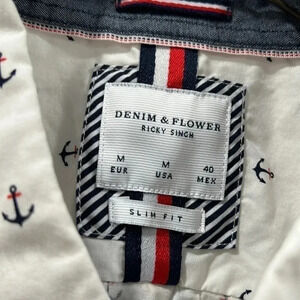 DENIM & FLOWER
RICKY SINGH
M M 40
EUR USA MEX
SLIM FIT